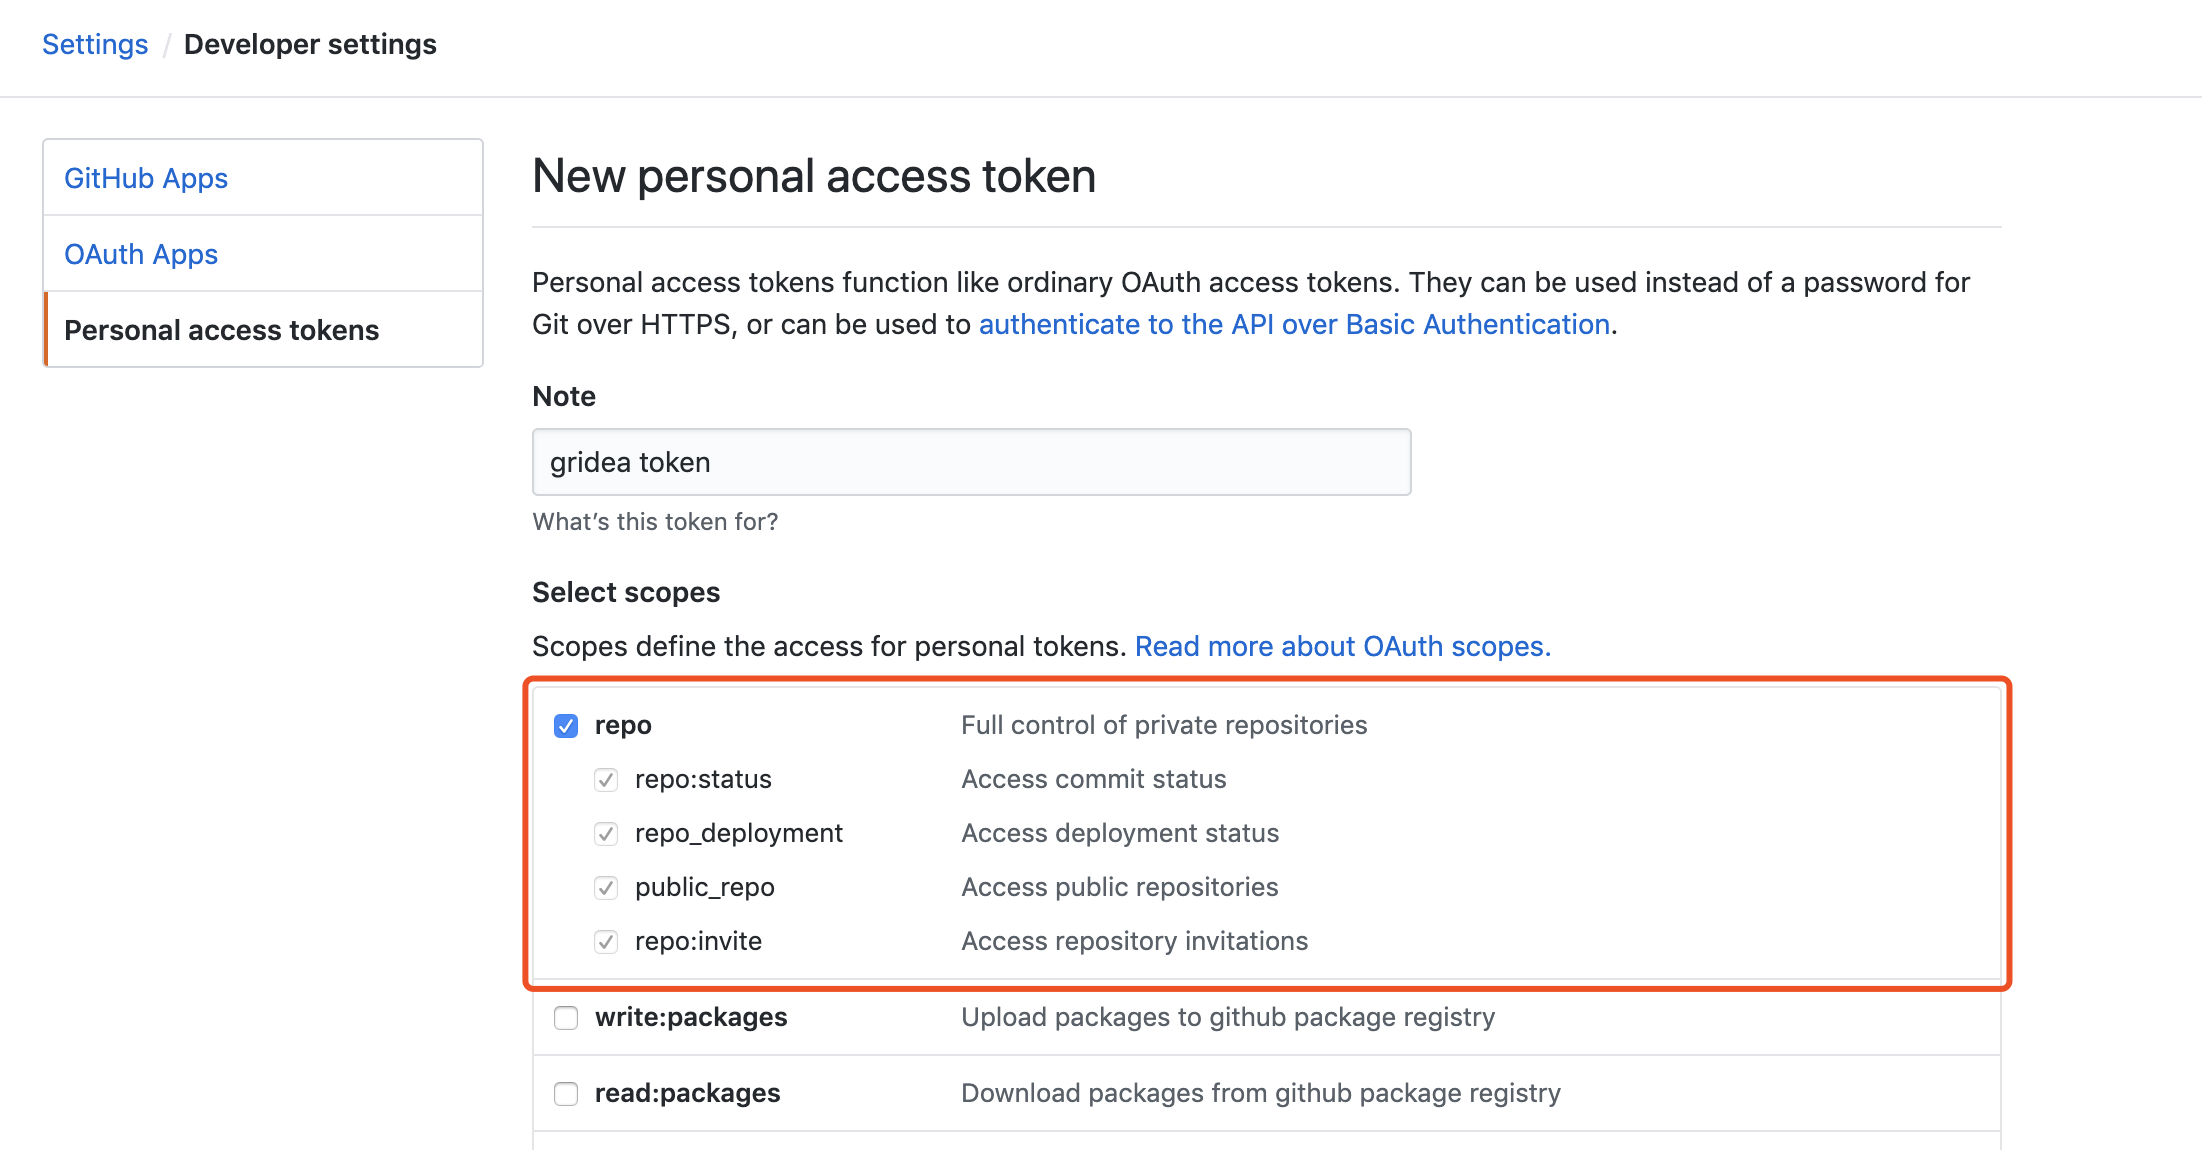 Settings / Developer settings
GitHub Apps
OAuth Apps
Personal access tokens
New personal access token
Personal access tokens function like ordinary OAuth access tokens. They can be used instead of a password for
Git over HTTPS, or can be used to authenticate to the API over Basic Authentication.
Note
gridea token
What's this token for?
Select scopes
Scopes define the access for personal tokens. Read more about OAuth scopes.
repo Full control of private repositories
repo:status Access commit status
repo_deployment Access deployment status
public_repo Access public repositories
repo:invite Access repository invitations
write:packages Upload packages to github package registry
read:packages Download packages from github package registry